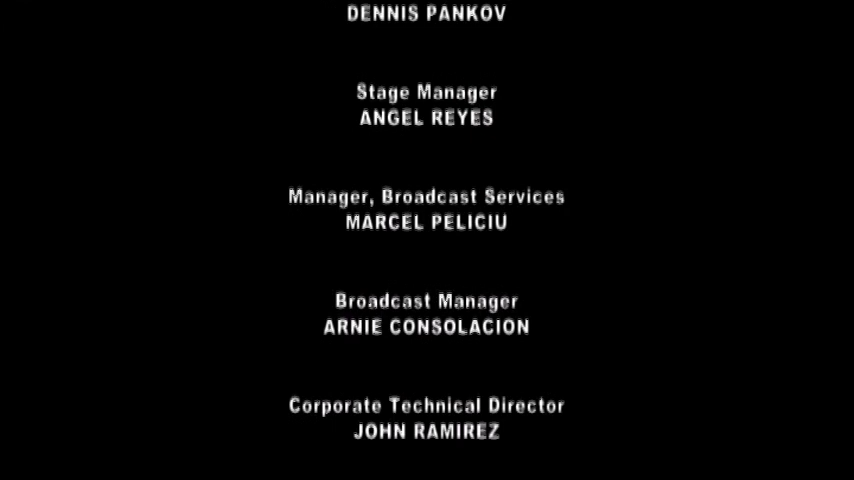 DENNIS PANKOV
Stage Manager
ANGEL REYES
Manager, Broadcast Services
MARCEL PELICIU
Broadcast Manager
ARNIE CONSOLACION
Corporate Technical Director
JOHN RAMIREZ